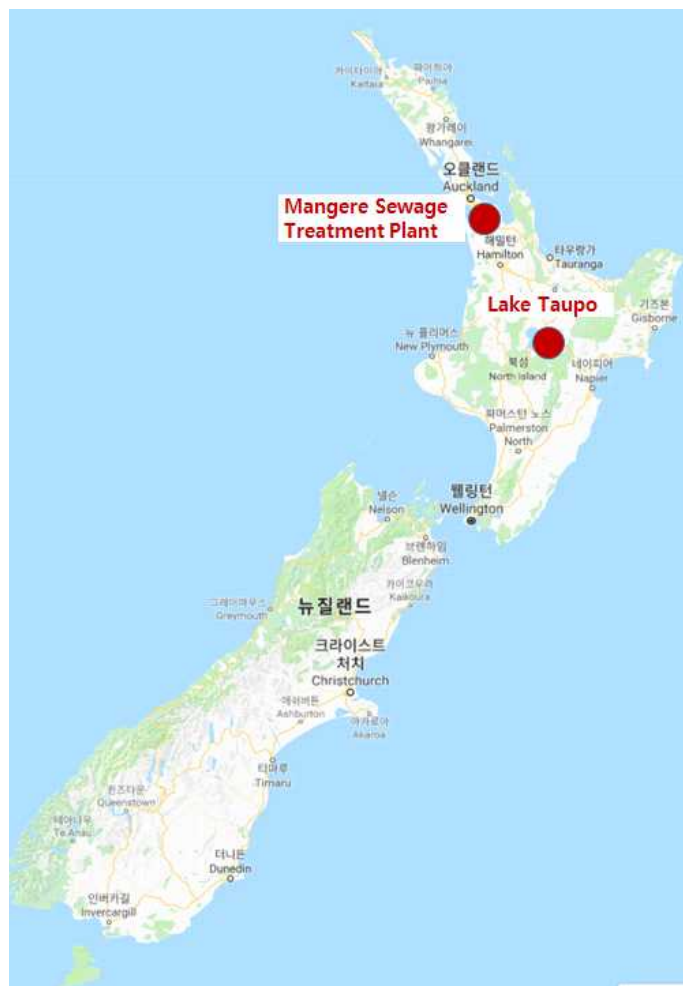 카이타이아
Kaitaia
파이히아
Paihia
왕가레이
Whangarei
오클랜드
Auckland
Mangere Sewage
Treatment Plant
해밀턴
Hamilton
타우랑가
Tauranga
Lake Taupo
기즈본
Gisborne
뉴 플리머스
New Plymouth
북섬
North Island
네이피어
Napier
파머스턴 노스
Palmerston
North
넬슨
Nelson
웰링턴
Wellington
브렌하임
Blenheim
카이코우라
Kaikoura
그레이마우스
Greymouth
뉴질랜드
크라이스트
처치
Christchurch
애쉬버튼
Ashburton
아카로아
Akaroa
티마루
Timaru
퀸즈타운
Queenstown
테아나우
Te Anau
더니든
Dunedin
인버카길
Invercargill